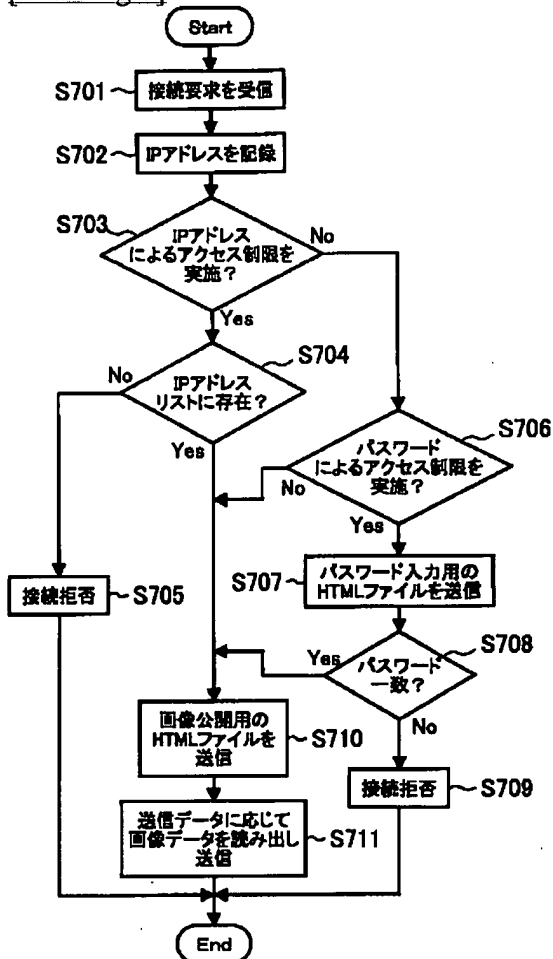 Start
S701
接続要求を受信
S702
IPアドレスを記録
S703
IPアドレス
によるアクセス制限を
実施？
No
Yes
S704
No
IPアドレス
リストに存在？
Yes
S706
パスワード
によるアクセス制限を
実施？
No
Yes
接続拒否
S705
S707
パスワード入力用の
HTMLファイルを送信
S708
Yes
パスワード
一致？
No
画像公開用の
HTMLファイルを
送信
S710
接続拒否
S709
送信データに応じて
画像データを読み出し
送信
S711
End